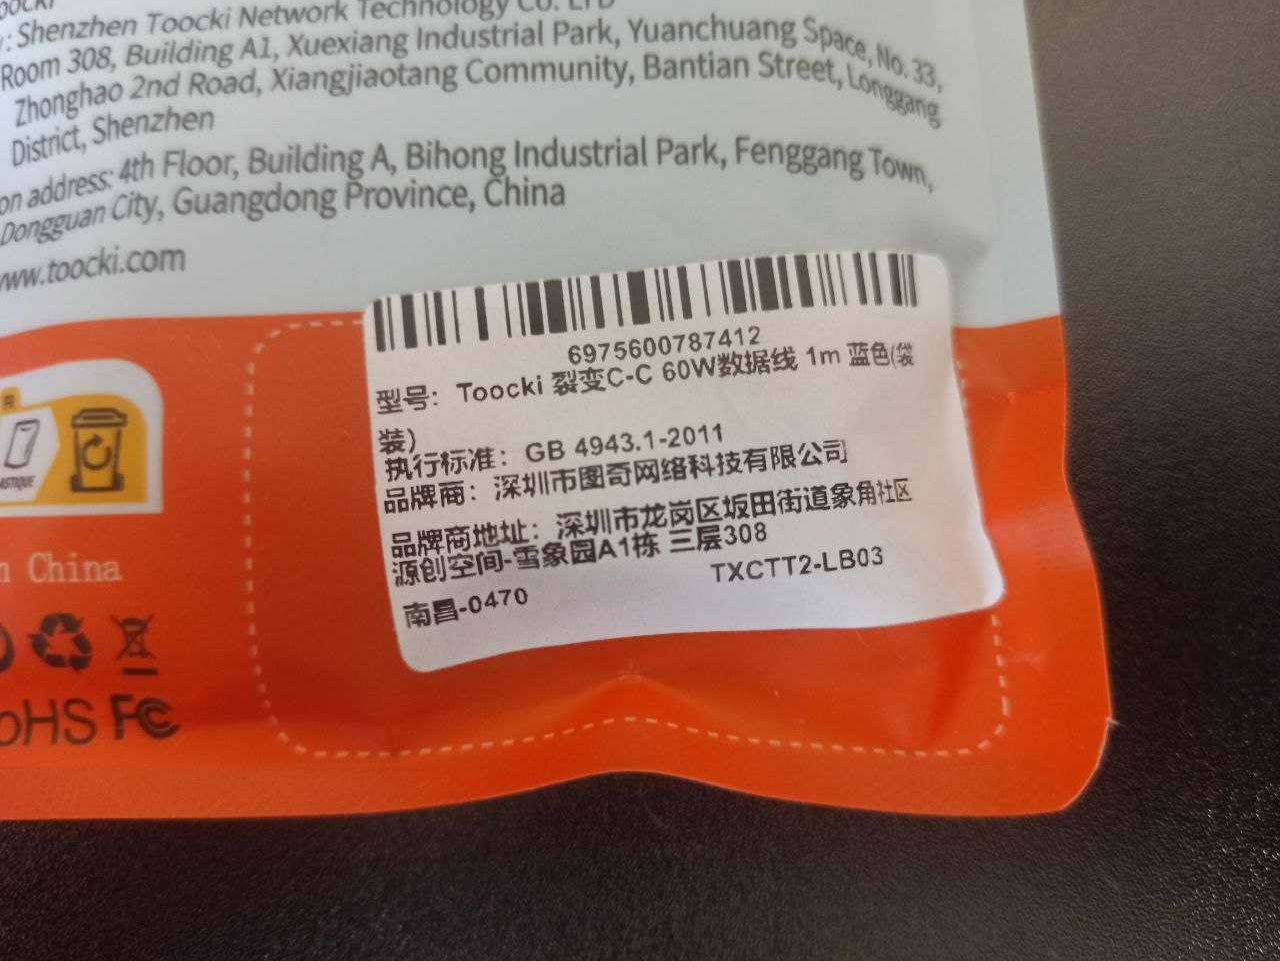 : Shenzhen Toocki Network Technology Co. LTD
Room 308, Building A1, Xuexiang Industrial Park, Yuanchuang Space, No. 33,
Zhonghao 2nd Road, Xiangjiaotang Community, Bantian Street, Longgang
District, Shenzhen
address: 4th Floor, Building A, Bihong Industrial Park, Fenggang Town,
Dongguan City, Guangdong Province, China
www.toocki.com
6975600787412
型号: Toocki 裂变C-C 60W数据线 1m 蓝色(袋
装)
执行标准: GB 4943.1-2011
品牌商: 深圳市图奇网络科技有限公司
品牌商地址: 深圳市龙岗区坂田街道象角社区
源创空间-雪象园A1栋 三层308
TXCTT2-LB03
南昌-0470
China
FC